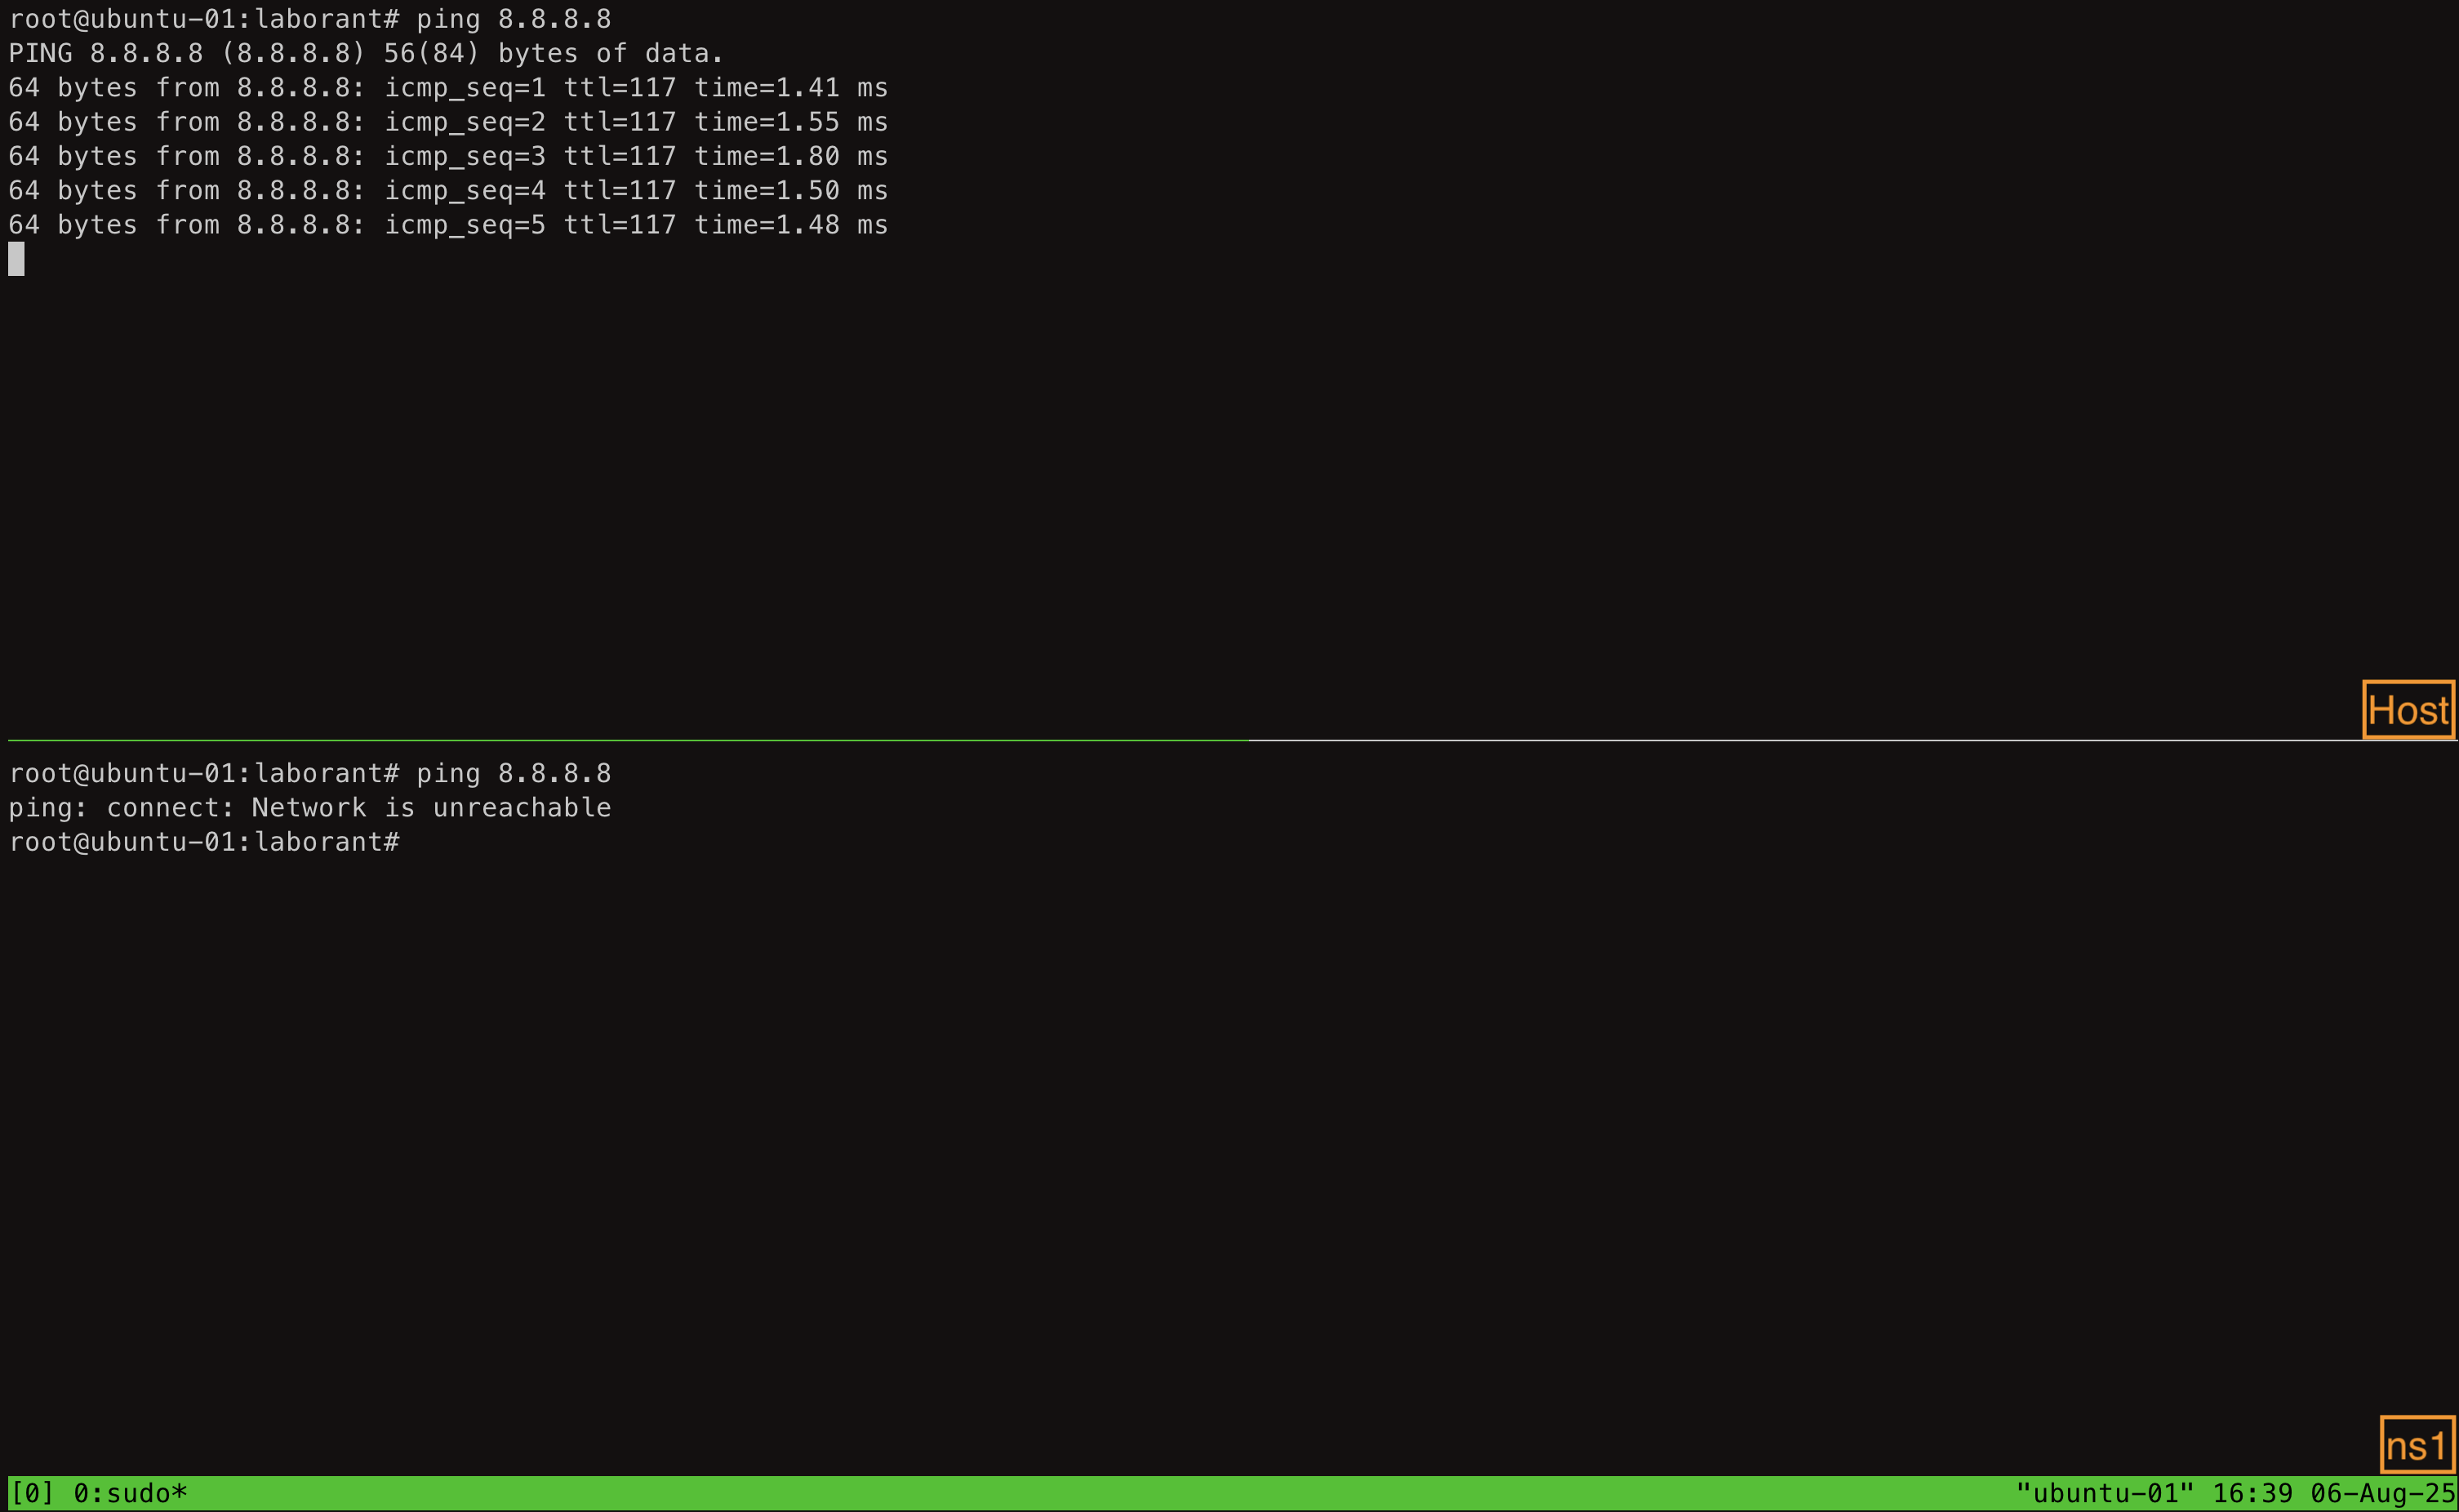 root@ubuntu-01:laborant# ping 8.8.8.8
PING 8.8.8.8 (8.8.8.8) 56(84) bytes of data.
64 bytes from 8.8.8.8: icmp_seq=1 ttl=117 time=1.41 ms
64 bytes from 8.8.8.8: icmp_seq=2 ttl=117 time=1.55 ms
64 bytes from 8.8.8.8: icmp_seq=3 ttl=117 time=1.80 ms
64 bytes from 8.8.8.8: icmp_seq=4 ttl=117 time=1.50 ms
64 bytes from 8.8.8.8: icmp_seq=5 ttl=117 time=1.48 ms
Host
root@ubuntu-01:laborant# ping 8.8.8.8
ping: connect: Network is unreachable
root@ubuntu-01:laborant#
ns1
[0] 0:sudo* "ubuntu-01" 16:39 06-Aug-25